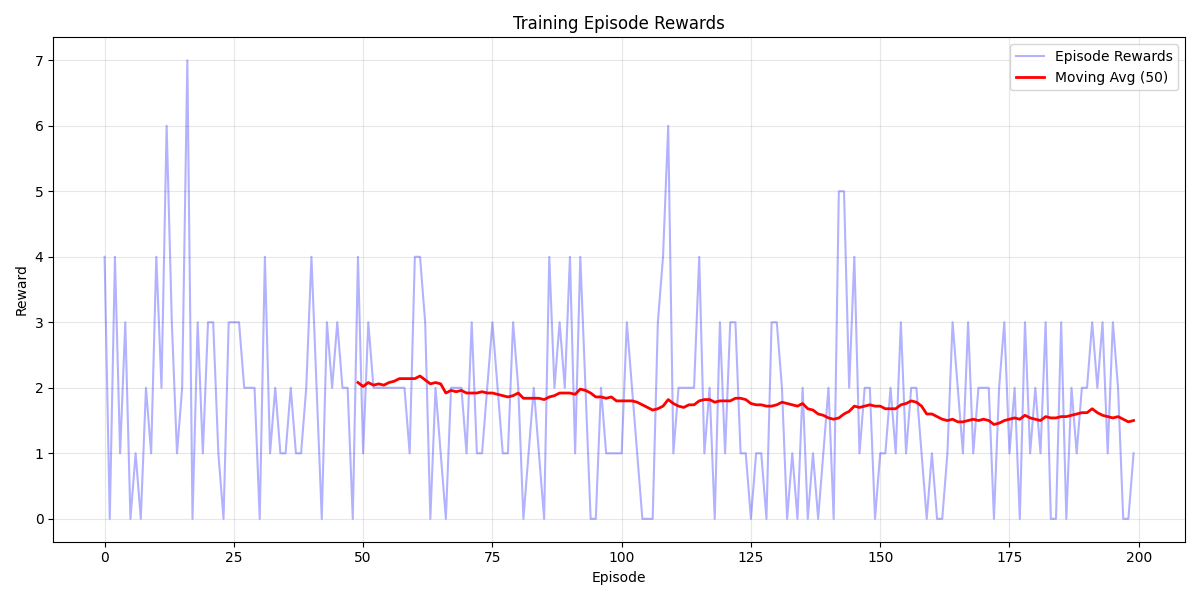 Training Episode Rewards
Episode Rewards
Moving Avg (50)
7
6
5
4
3
2
1
0
Reward
0 25 50 75 100 125 150 175 200
Episode